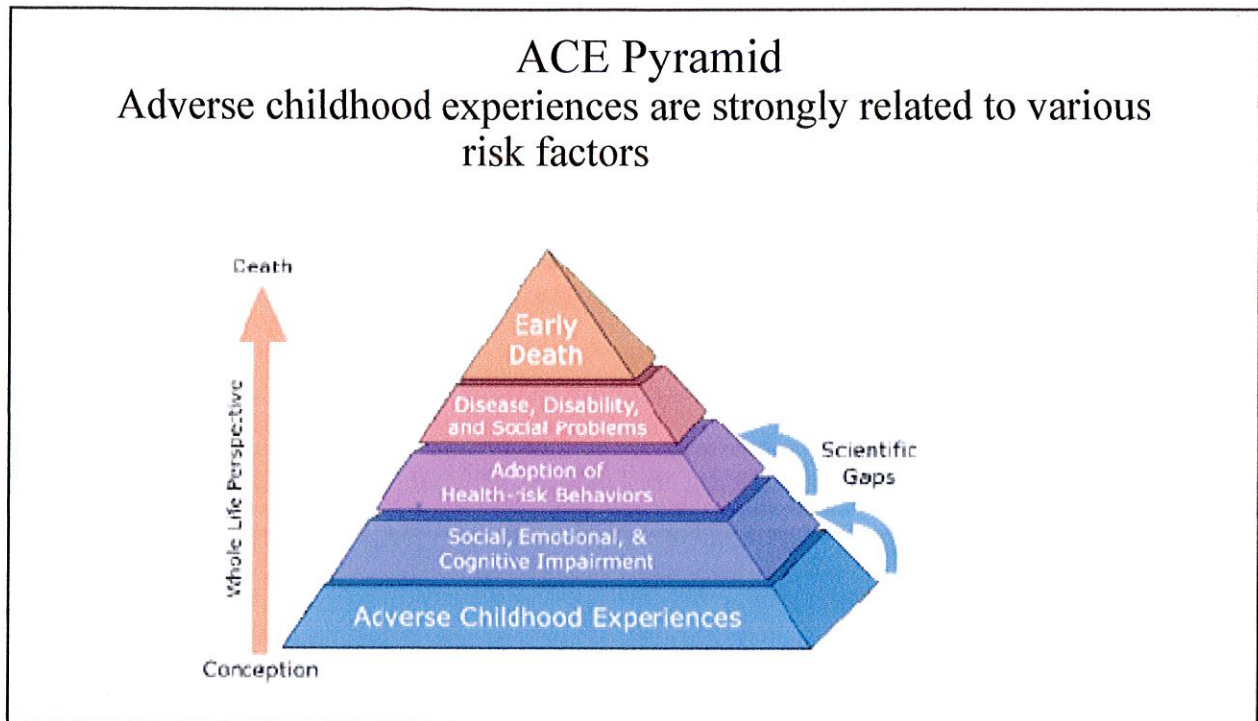 ACE Pyramid
Adverse childhood experiences are strongly related to various
risk factors
Death
Whole Life Perspective
Conception
Early
Death
Disease, Disability,
and Social Problems
Adoption of
Health-risk Behaviors
Social, Emotional, &
Cognitive Impairment
Adverse Childhood Experiences
Scientific
Gaps